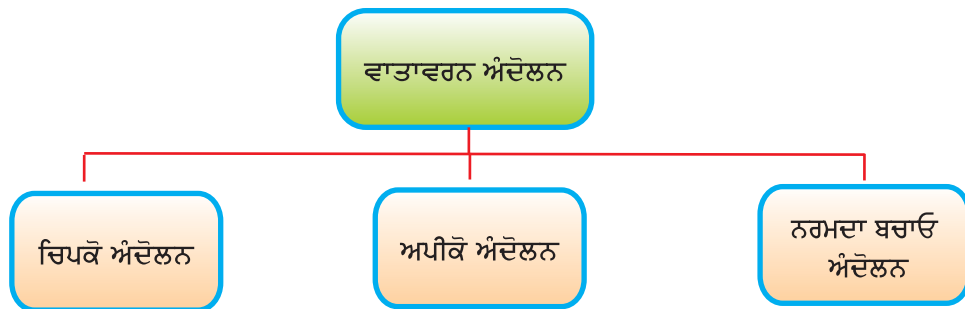 ਵਾਤਾਵਰਨ ਅੰਦੋਲਨ
ਚਿਪਕੋ ਅੰਦੋਲਨ
ਅਪੀਕੋ ਅੰਦੋਲਨ
ਨਰਮਦਾ ਬਚਾਓ
ਅੰਦੋਲਨ